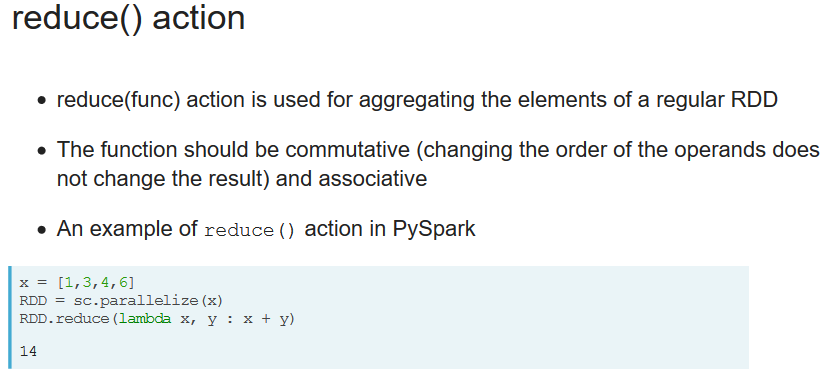 reduce() action
• reduce(func) action is used for aggregating the elements of a regular RDD
• The function should be commutative (changing the order of the operands does
not change the result) and associative
• An example of reduce() action in PySpark
x = [1,3,4,6]
RDD = sc.parallelize(x)
RDD.reduce(lambda x, y : x + y)
14